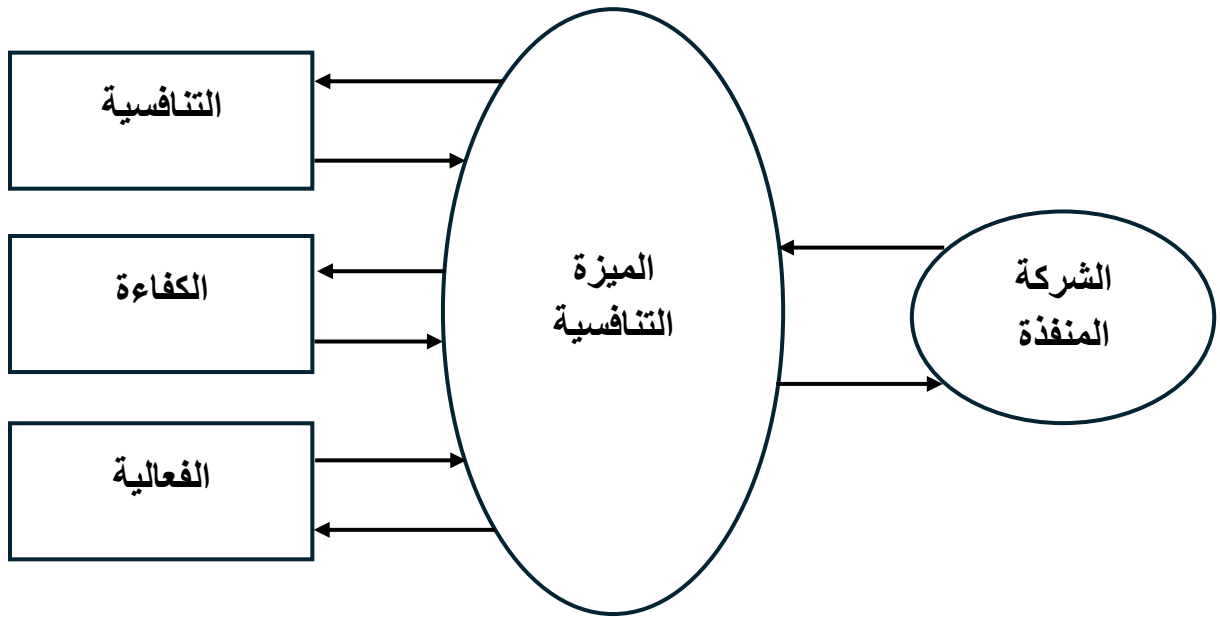 الشركة
المنفذة
الميزة
التنافسية
التنافسية
الكفاءة
الفعالية